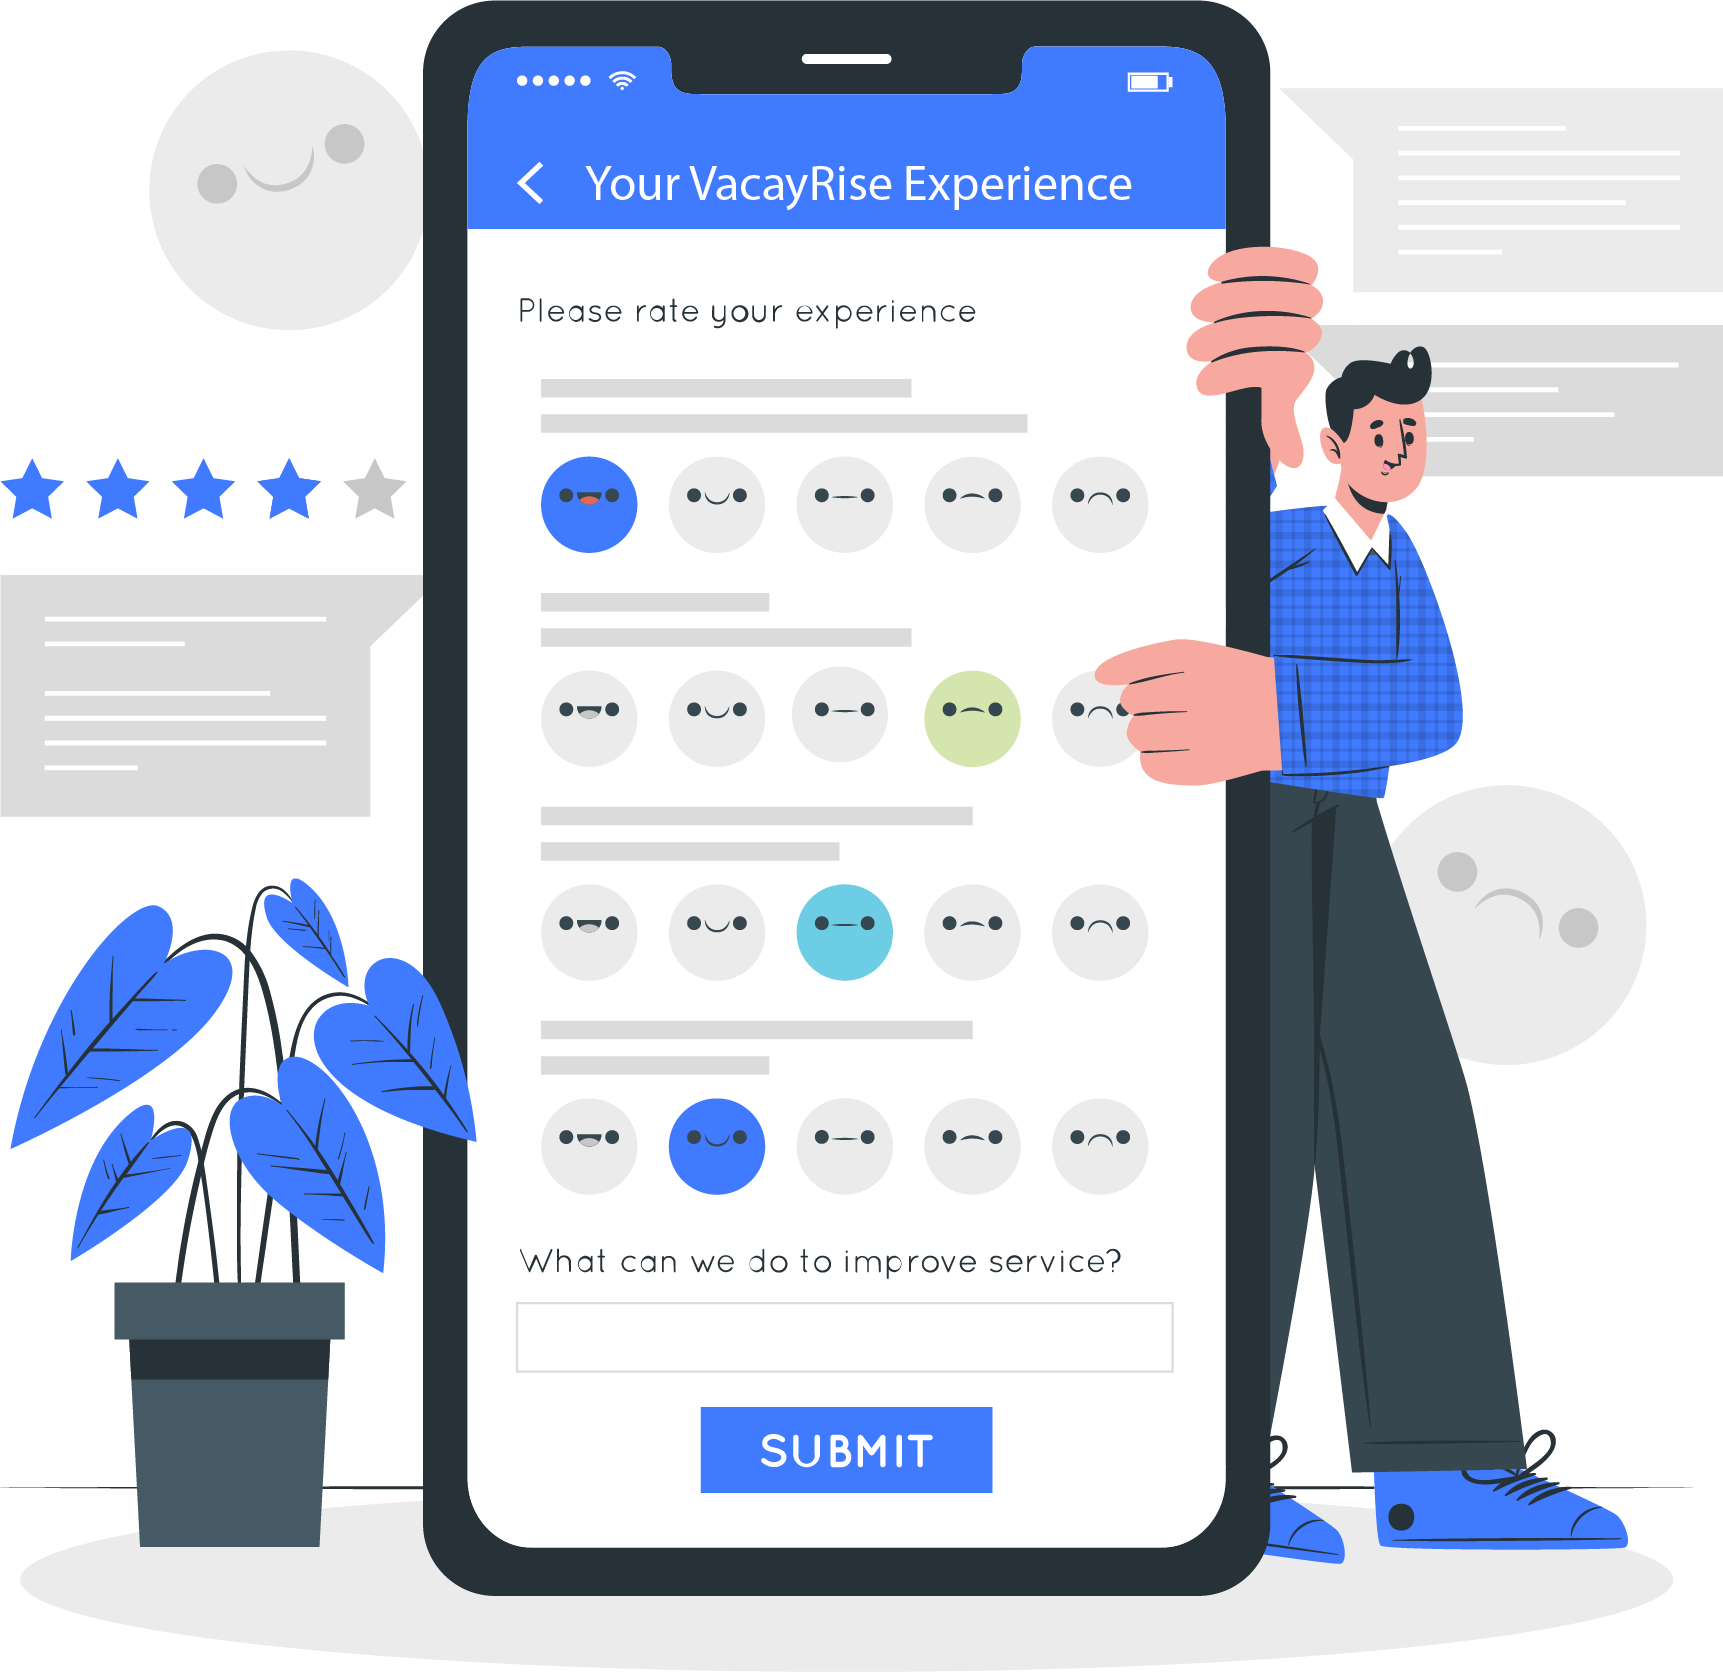 Your VacayRise Experience
Please rate your experience
What can we do to improve service?
SUBMIT